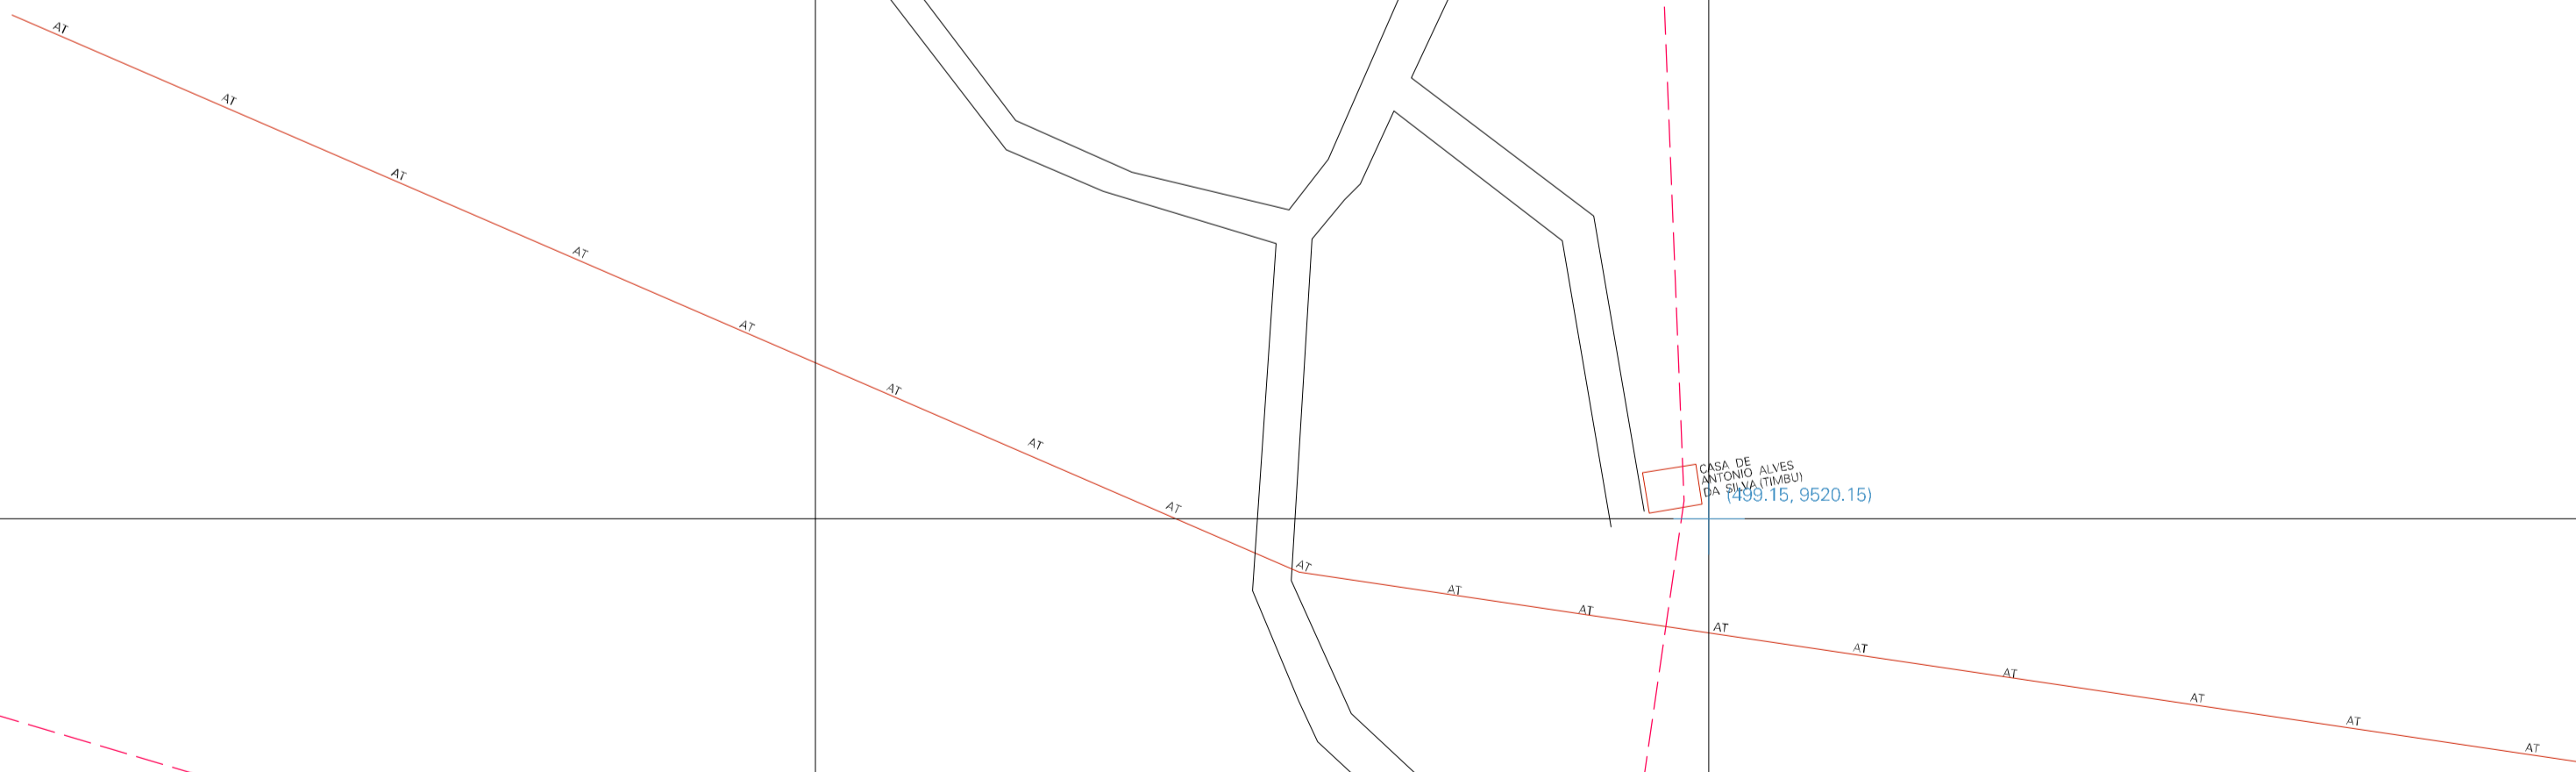 AT
AT
AT
AT
AT
AT
AT
AT
CASA DE
ANTONIO ALVES
DA SILVA (TIMBU)
(499.15, 9520.15)
AT
AT
AT
AT
AT
AT
AT
AT
AT